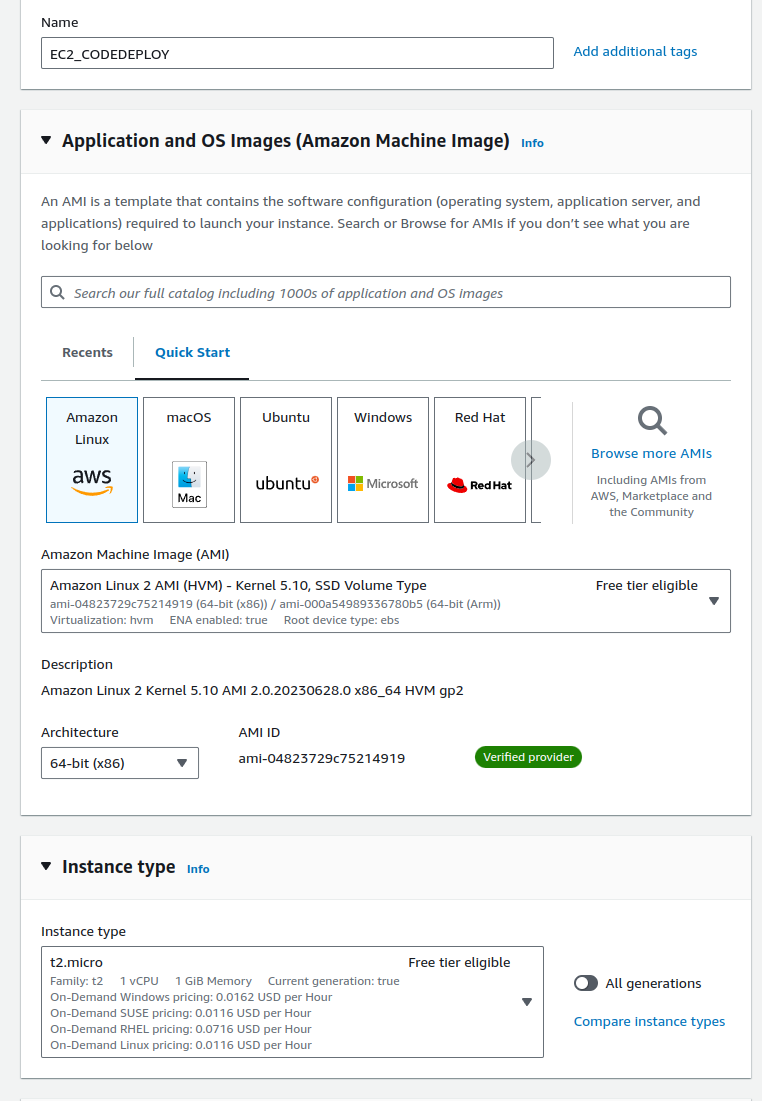 Name
EC2_CODEDEPLOY
Add additional tags
Application and OS Images (Amazon Machine Image) Info
An AMI is a template that contains the software configuration (operating system, application server, and
applications) required to launch your instance. Search or Browse for AMIs if you don’t see what you are
looking for below
Search our full catalog including 1000s of application and OS images
Recents
Quick Start
Amazon
Linux
aws
macOS
Mac
Ubuntu
ubuntu
Windows
Microsoft
Red Hat
Red Hat
Browse more AMIs
Including AMIs from
AWS, Marketplace and
the Community
Amazon Machine Image (AMI)
Amazon Linux 2 AMI (HVM) - Kernel 5.10, SSD Volume Type
Free tier eligible
ami-04823729c75214919 (64-bit (x86)) / ami-000a54989336780b5 (64-bit (Arm))
Virtualization: hvm ENA enabled: true Root device type: ebs
Description
Amazon Linux 2 Kernel 5.10 AMI 2.0.20230628.0 x86_64 HVM gp2
Architecture
64-bit (x86)
AMI ID
ami-04823729c75214919
Verified provider
Instance type Info
Instance type
t2.micro
Free tier eligible
Family: t2 1 vCPU 1 GiB Memory Current generation: true
On-Demand Windows pricing: 0.0162 USD per Hour
On-Demand SUSE pricing: 0.0116 USD per Hour
On-Demand RHEL pricing: 0.0716 USD per Hour
On-Demand Linux pricing: 0.0116 USD per Hour
All generations
Compare instance types